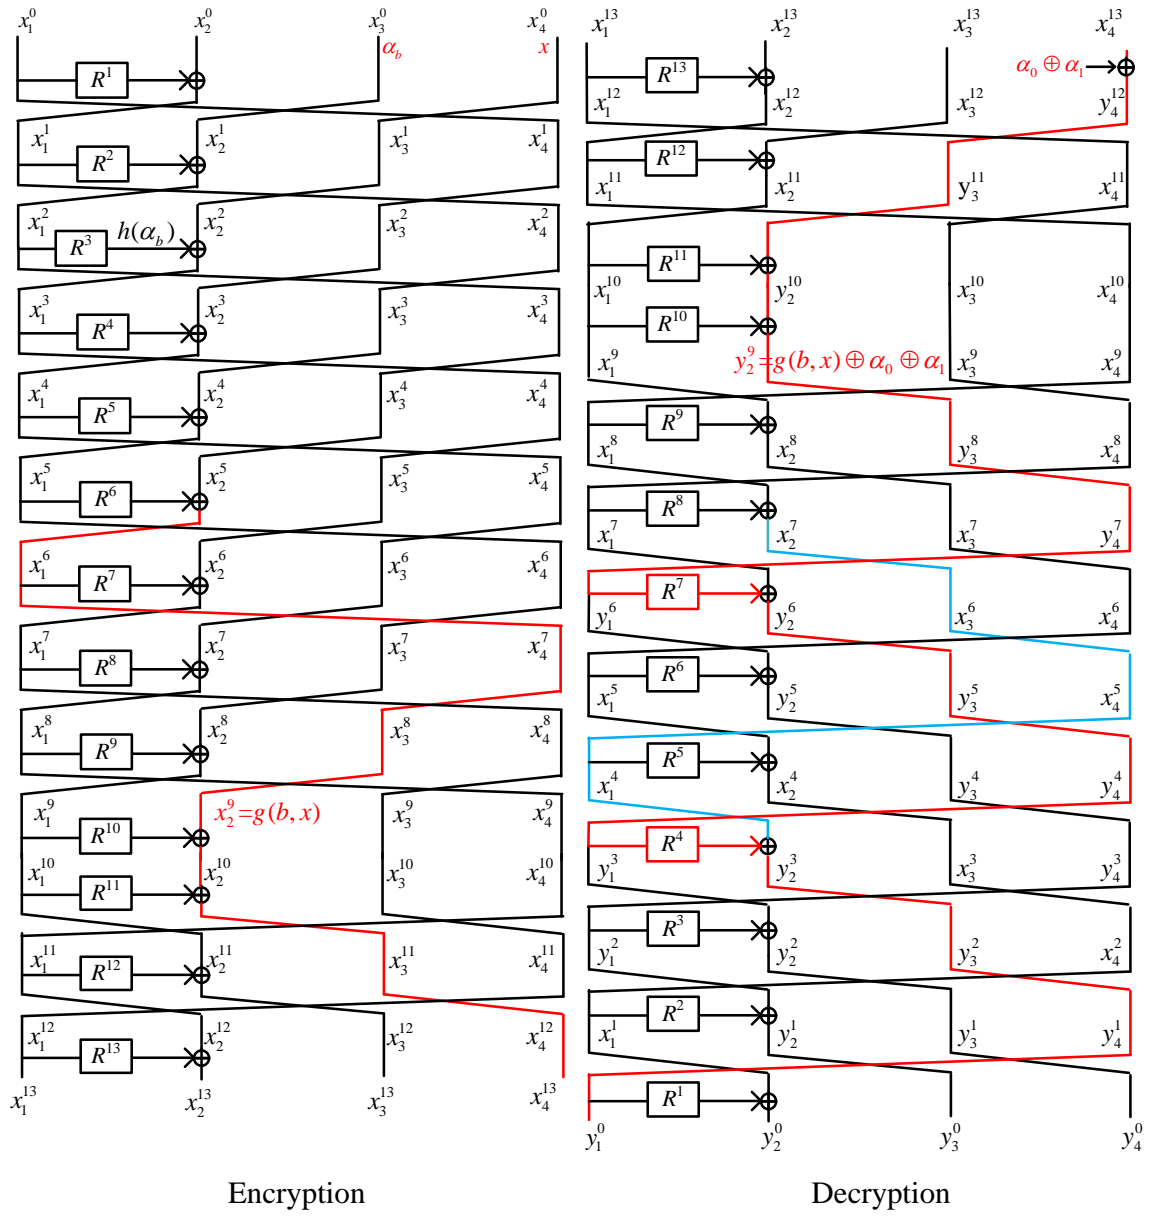 x_1^0 x_2^0 x_3^0 x_4^0
α_b x
R^1
x_1^1 x_2^1 x_3^1 x_4^1
R^2
x_1^2 x_2^2 x_3^2 x_4^2
R^3 h(α_b)
x_1^3 x_2^3 x_3^3 x_4^3
R^4
x_1^4 x_2^4 x_3^4 x_4^4
R^5
x_1^5 x_2^5 x_3^5 x_4^5
R^6
x_1^6 x_2^6 x_3^6 x_4^6
R^7
x_1^7 x_2^7 x_3^7 x_4^7
R^8
x_1^8 x_2^8 x_3^8 x_4^8
R^9
x_1^9 x_2^9=g(b,x) x_3^9 x_4^9
R^10
x_1^10 x_2^10 x_3^10 x_4^10
R^11
x_1^11 x_2^11 x_3^11 x_4^11
R^12
x_1^12 x_2^12 x_3^12 x_4^12
R^13
x_1^13 x_2^13 x_3^13 x_4^13
Encryption
x_1^13 x_2^13 x_3^13 x_4^13
R^13 α_0 ⊕ α_1
x_1^12 x_2^12 x_3^12 y_4^12
R^12
x_1^11 x_2^11 y_3^11 x_4^11
R^11
x_1^10 y_2^10 x_3^10 x_4^10
R^10
x_1^9 y_2^9=g(b,x) ⊕ α_0 ⊕ α_1 x_3^9 x_4^9
R^9
x_1^8 x_2^8 y_3^8 x_4^8
R^8
x_1^7 x_2^7 x_3^7 y_4^7
R^7
y_1^6 y_2^6 x_3^6 x_4^6
R^6
x_1^5 y_2^5 y_3^5 x_4^5
R^5
x_1^4 x_2^4 y_3^4 y_4^4
R^4
y_1^3 y_2^3 x_3^3 y_4^3
R^3
y_1^2 y_2^2 y_3^2 x_4^2
R^2
x_1^1 y_2^1 y_3^1 y_4^1
R^1
y_1^0 y_2^0 y_3^0 y_4^0
Decryption